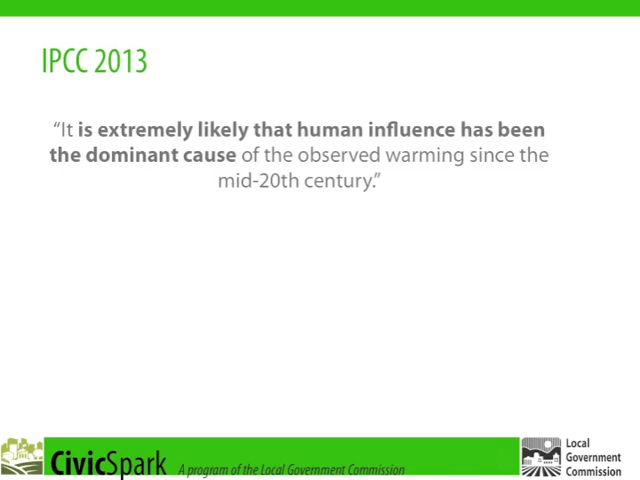 IPCC 2013
“It is extremely likely that human influence has been
the dominant cause of the observed warming since the
mid-20th century.”
CivicSpark A program of the Local Government Commission
Local
Government
Commission